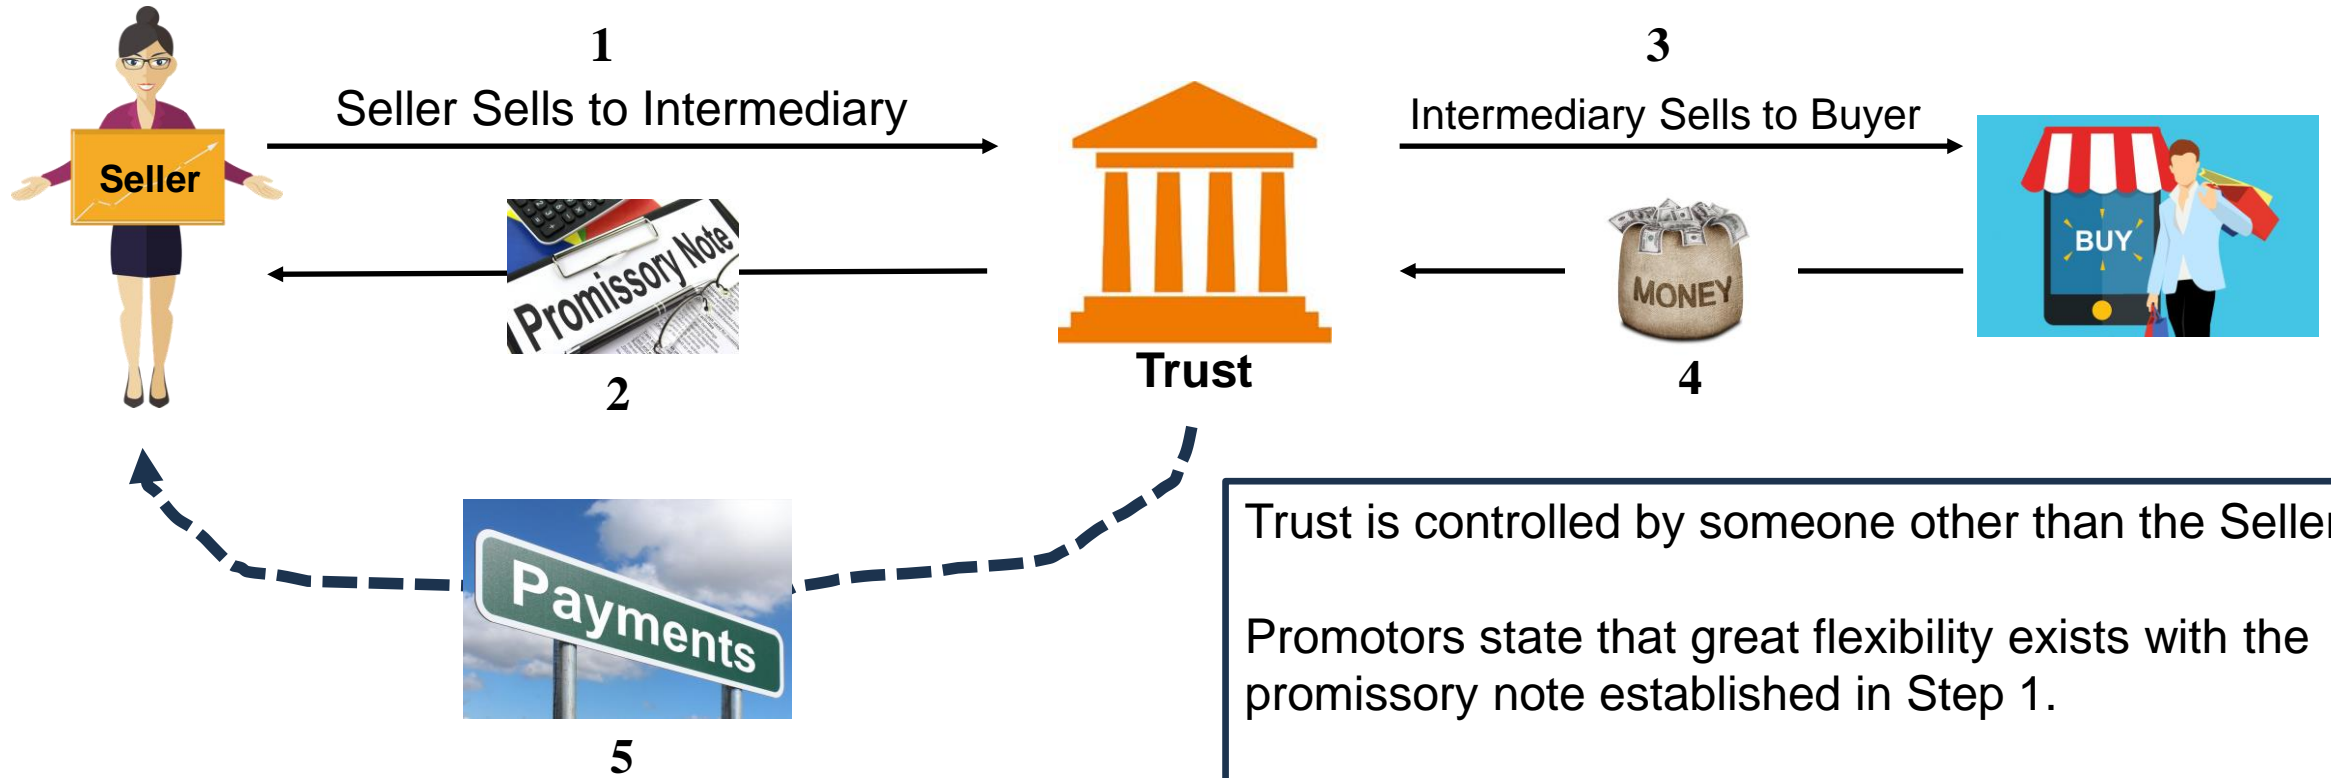 1
Seller Sells to Intermediary
3
Intermediary Sells to Buyer
Seller
Promissory Note
BUY
MONEY
Trust
2
4
Trust is controlled by someone other than the Seller
Payments
Promotors state that great flexibility exists with the
promissory note established in Step 1.
5